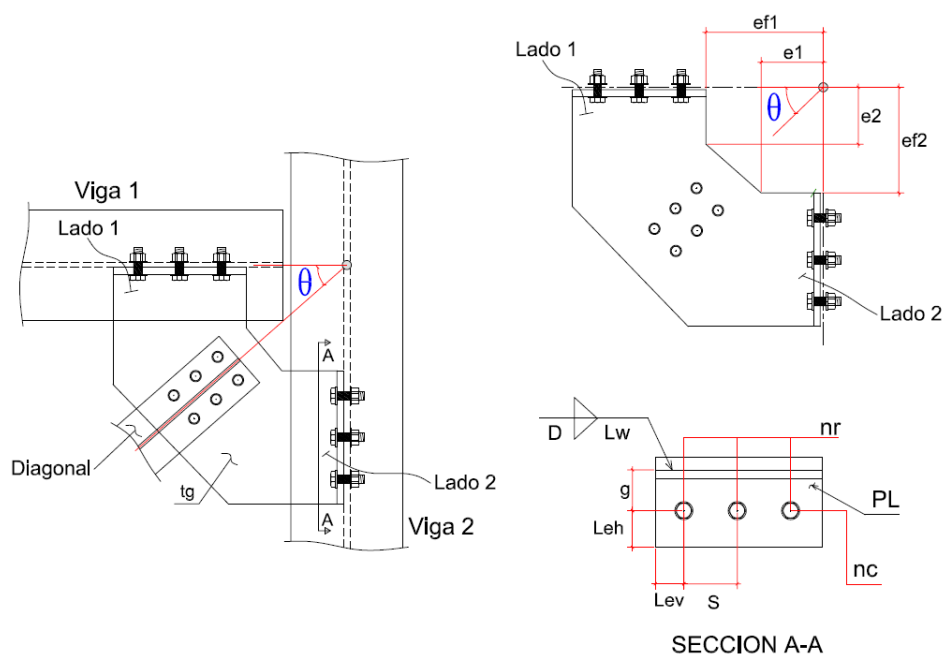 Viga 1
Lado 1
θ
A
A
Diagonal
tg
Lado 2
Viga 2
Lado 1
ef1
e1
θ
e2
ef2
Lado 2
D
Lw
nr
g
PL
Leh
nc
Lev
S
SECCION A-A